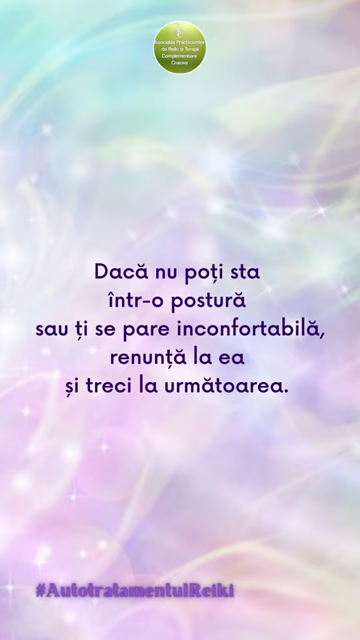 Asociația Practicienilor
de Reiki și Terapii
Complementare
Craiova
Dacă nu poți sta
într-o postură
sau ți se pare inconfortabilă,
renunță la ea
și treci la următoarea.
#AutotratamentulReiki